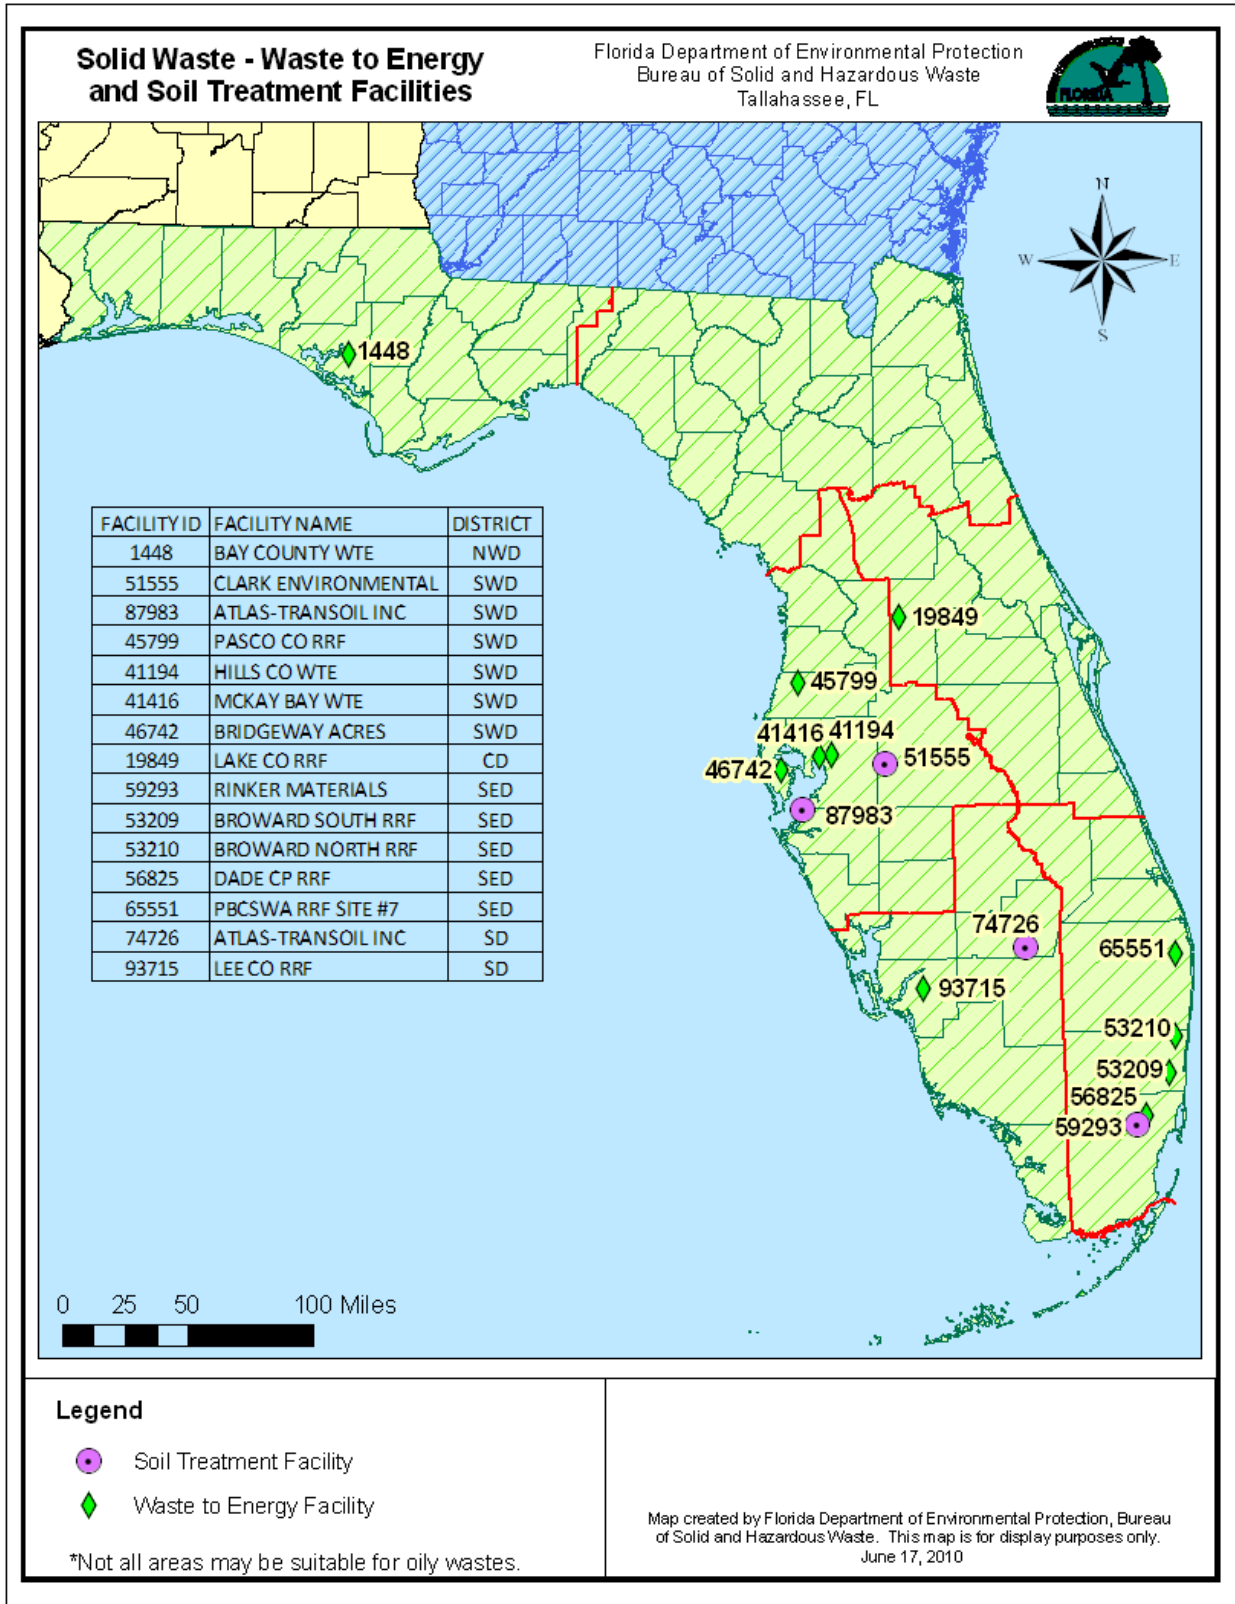 Solid Waste - Waste to Energy
and Soil Treatment Facilities
Florida Department of Environmental Protection
Bureau of Solid and Hazardous Waste
Tallahassee, FL
FLORIDA
N
W
E
S
1448
FACILITY ID FACILITY NAME DISTRICT
1448 BAY COUNTY WTE NWD
51555 CLARK ENVIRONMENTAL SWD
87983 ATLAS-TRANSOIL INC SWD
45799 PASCO CO RRF SWD
41194 HILLS CO WTE SWD
41416 MCKAY BAY WTE SWD
46742 BRIDGEWAY ACRES SWD
19849 LAKE CO RRF CD
59293 RINKER MATERIALS SED
53209 BROWARD SOUTH RRF SED
53210 BROWARD NORTH RRF SED
56825 DADE CP RRF SED
65551 PBCSWA RRF SITE #7 SED
74726 ATLAS-TRANSOIL INC SD
93715 LEE CO RRF SD
19849
45799
41416 41194
51555
46742
87983
74726
65551
93715
53210
53209
56825
59293
0 25 50 100 Miles
Legend
Soil Treatment Facility
Waste to Energy Facility
*Not all areas may be suitable for oily wastes.
Map created by Florida Department of Environmental Protection, Bureau
of Solid and Hazardous Waste. This map is for display purposes only.
June 17, 2010